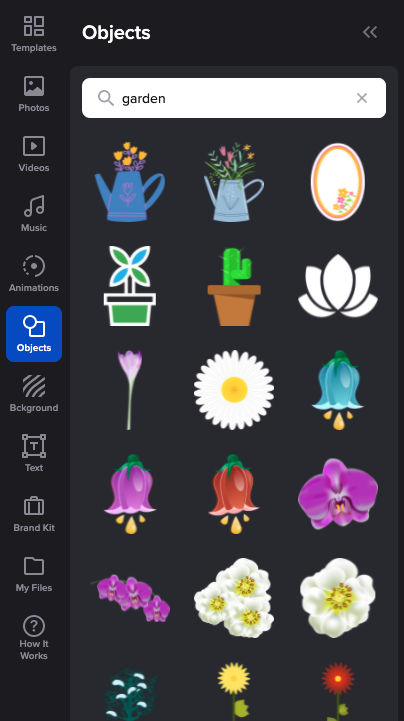 Objects
garden
Templates
Photos
Videos
Music
Animations
Objects
Bckground
Text
Brand Kit
My Files
How It
Works